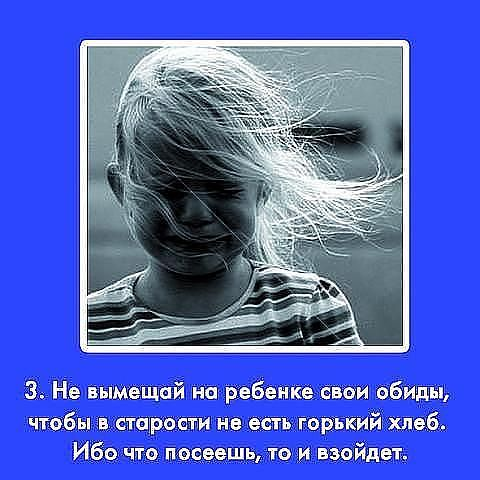 3. Не вымещай на ребенке свои обиды,
чтобы в старости не есть горький хлеб.
Ибо что посеешь, то и взойдет.